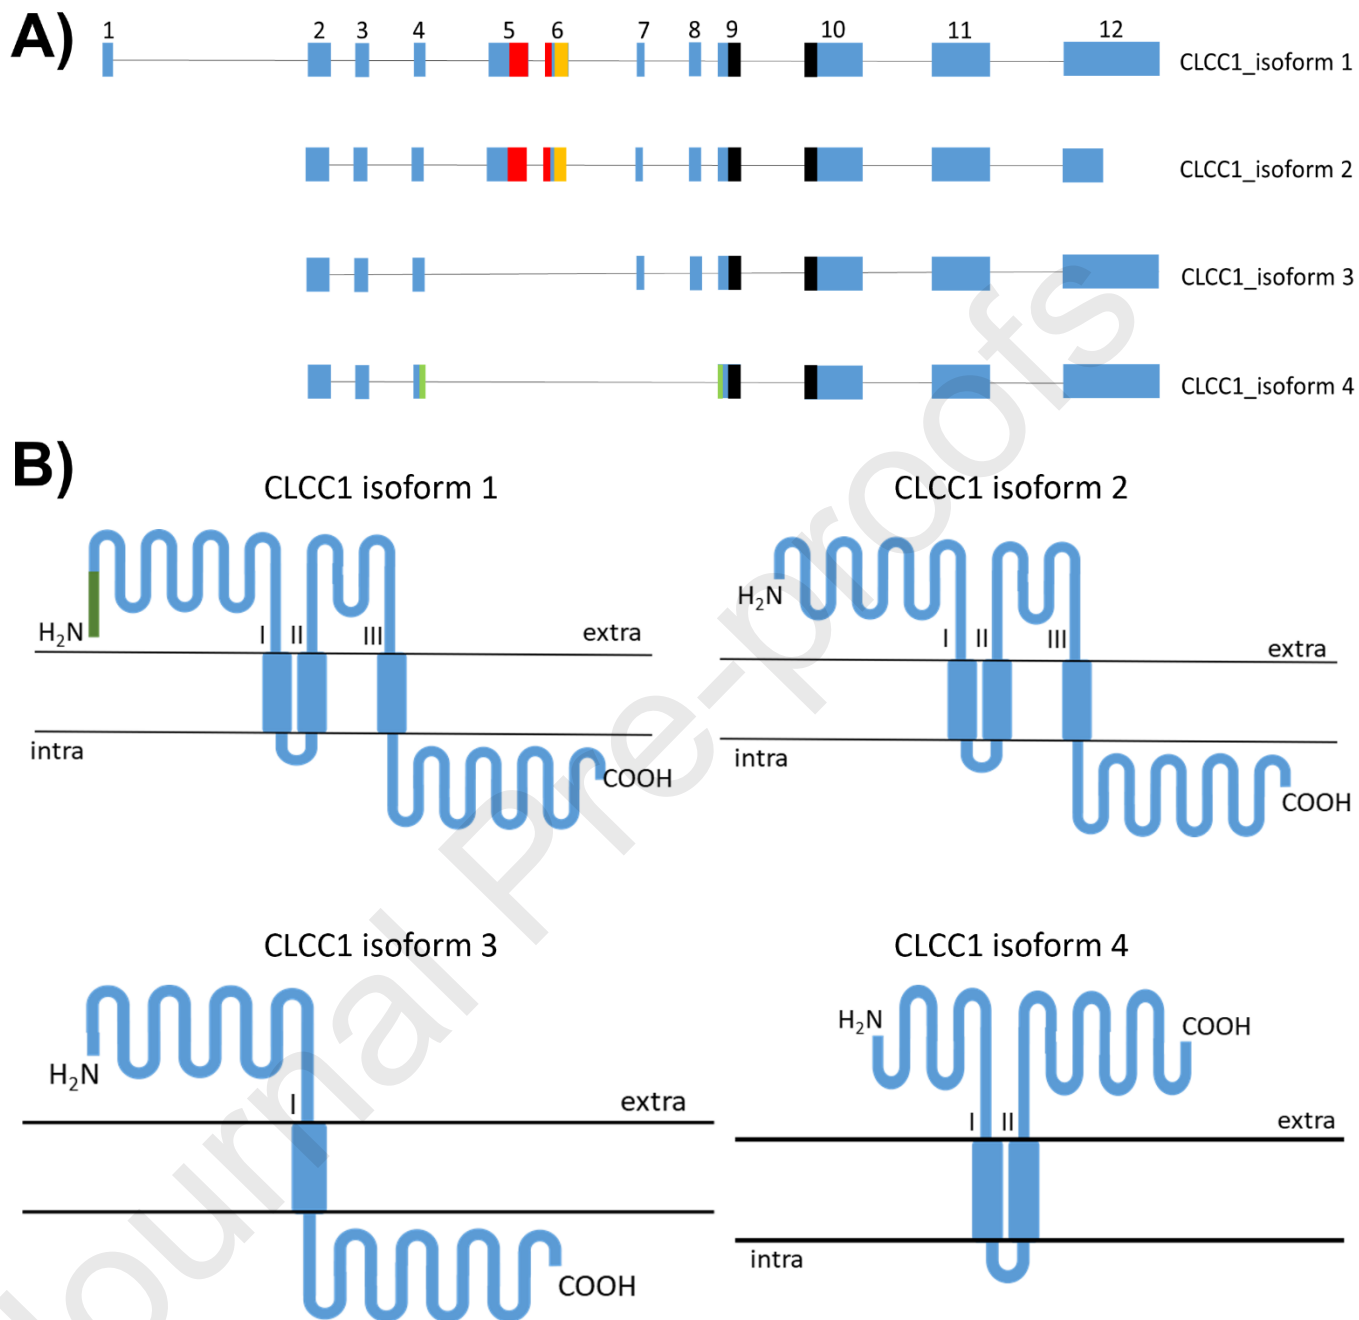 A)
1 2 3 4 5 6 7 8 9 10 11 12
CLCC1_isoform 1
CLCC1_isoform 2
CLCC1_isoform 3
CLCC1_isoform 4
B)
CLCC1 isoform 1
H2N
I II III
extra
intra
COOH
CLCC1 isoform 2
H2N
I II III
extra
intra
COOH
CLCC1 isoform 3
H2N
I
extra
COOH
CLCC1 isoform 4
H2N
COOH
I II
extra
intra
Journal Pre-proofs